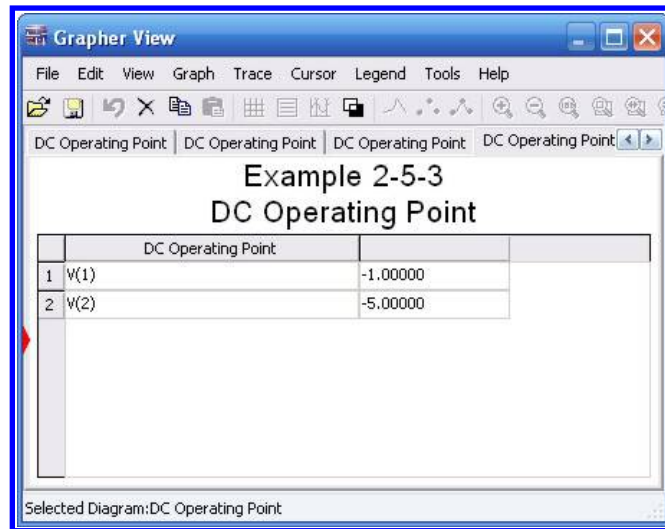 Grapher View
File Edit View Graph Trace Cursor Legend Tools Help
DC Operating Point DC Operating Point DC Operating Point DC Operating Point
Example 2-5-3
DC Operating Point
DC Operating Point
1 V(1) -1.00000
2 V(2) -5.00000
Selected Diagram:DC Operating Point